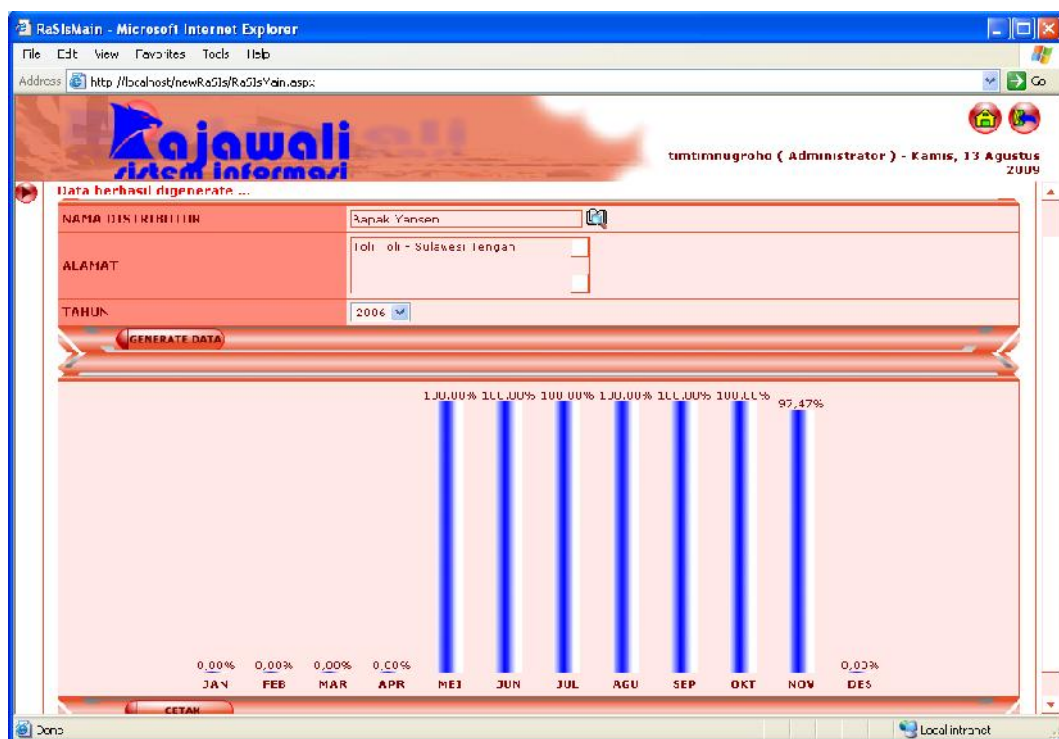 RaSIsMain - Microsoft Internet Explorer
File Edit View Favorites Tools Help
Address http://localhost/newRaSIs/RaSIsMain.aspx Go
Rajawali
sistem informasi
timtimnugroho ( Administrator ) - Kamis, 13 Agustus
2009
Data berhasil digenerate ...
NAMA DISTRIBUTOR Bapak Yansen
ALAMAT Toli Toli - Sulawesi Tengah
TAHUN 2006
GENERATE DATA
100,00% 100,00% 100,00% 100,00% 100,00% 100,00% 97,47%
0,00% 0,00% 0,00% 0,00% 0,00%
JAN FEB MAR APR MEI JUN JUL AGU SEP OKT NOV DES
CETAK
Done Local intranet